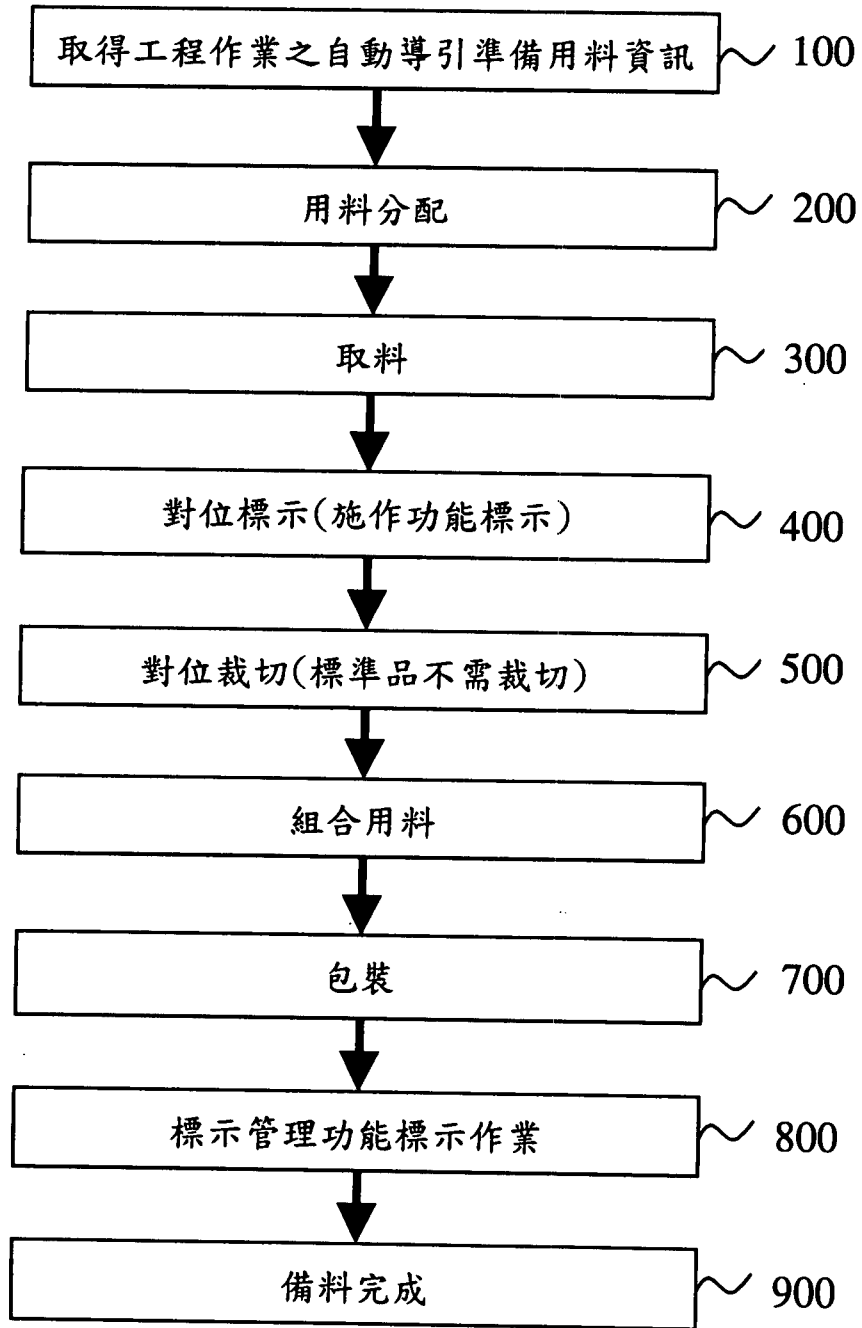 取得工程作業之自動導引準備用料資訊 100
用料分配 200
取料 300
對位標示(施作功能標示) 400
對位裁切(標準品不需裁切) 500
組合用料 600
包裝 700
標示管理功能標示作業 800
備料完成 900